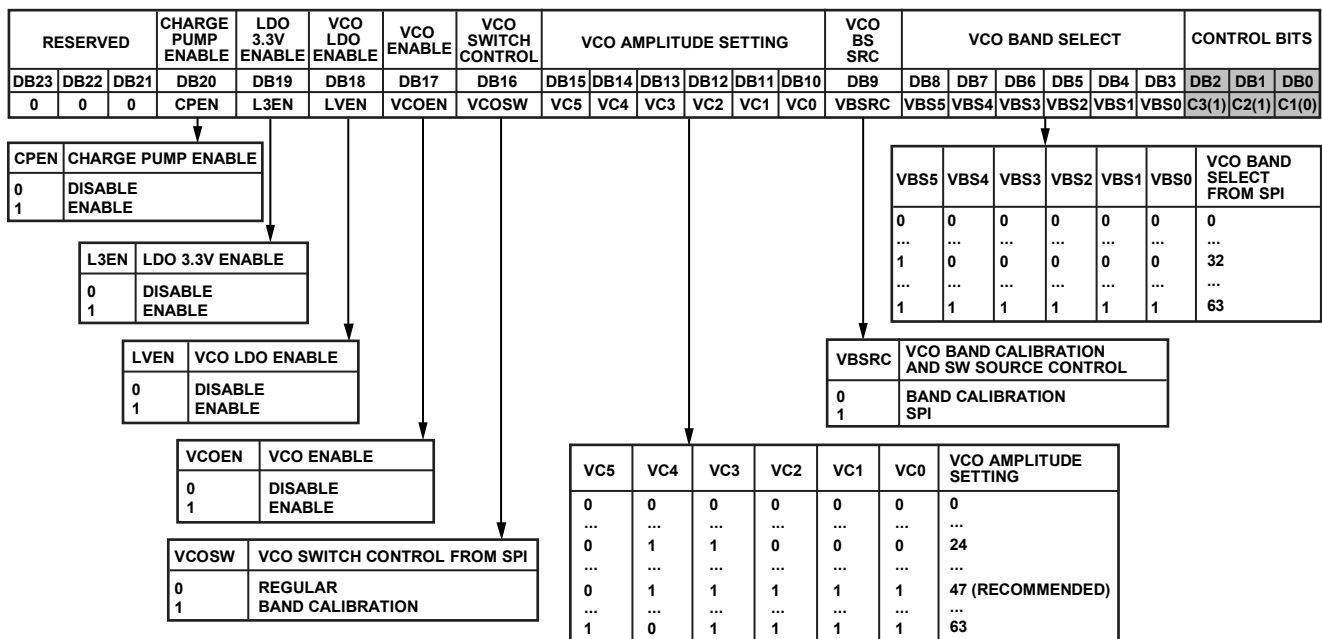 RESERVED CHARGE PUMP ENABLE LDO 3.3V ENABLE VCO LDO ENABLE VCO ENABLE VCO SWITCH CONTROL VCO AMPLITUDE SETTING VCO BS SRC VCO BAND SELECT CONTROL BITS
DB23 DB22 DB21 DB20 DB19 DB18 DB17 DB16 DB15 DB14 DB13 DB12 DB11 DB10 DB9 DB8 DB7 DB6 DB5 DB4 DB3 DB2 DB1 DB0
0 0 0 CPEN L3EN LVEN VCOEN VCOSW VC5 VC4 VC3 VC2 VC1 VC0 VBSRC VBS5 VBS4 VBS3 VBS2 VBS1 VBS0 C3(1) C2(1) C1(0)
CPEN CHARGE PUMP ENABLE
0 DISABLE
1 ENABLE
VBS5 VBS4 VBS3 VBS2 VBS1 VBS0 VCO BAND SELECT FROM SPI
0 0 0 0 0 0 0
... ... ... ... ... ... ...
1 0 0 0 0 0 32
... ... ... ... ... ... ...
1 1 1 1 1 1 63
L3EN LDO 3.3V ENABLE
0 DISABLE
1 ENABLE
LVEN VCO LDO ENABLE
0 DISABLE
1 ENABLE
VBSRC VCO BAND CALIBRATION AND SW SOURCE CONTROL
0 BAND CALIBRATION
1 SPI
VCOEN VCO ENABLE
0 DISABLE
1 ENABLE
VC5 VC4 VC3 VC2 VC1 VC0 VCO AMPLITUDE SETTING
0 0 0 0 0 0 0
... ... ... ... ... ... ...
0 1 1 0 0 0 24
... ... ... ... ... ... ...
0 1 1 1 1 1 47 (RECOMMENDED)
... ... ... ... ... ... ...
1 0 1 1 1 1 63
VCOSW VCO SWITCH CONTROL FROM SPI
0 REGULAR
1 BAND CALIBRATION